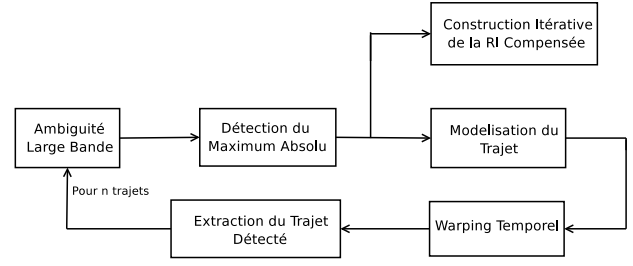 Construction Itérative
de la RI Compensée
Ambiguité
Large Bande
Détection du
Maximum Absolu
Modelisation du
Trajet
Pour n trajets
Extraction du Trajet
Détecté
Warping Temporel